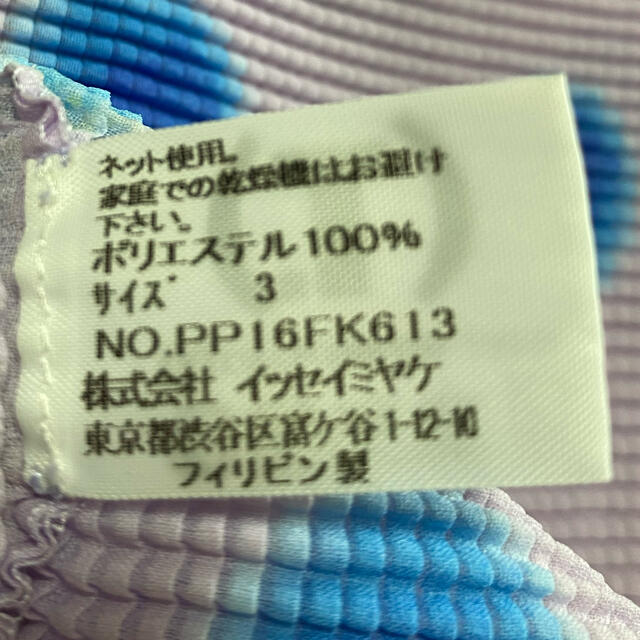 ネット使用。
家庭での乾燥機はお避け
下さい。
ポリエステル100%
サイズ 3
NO.PP16FK613
株式会社 イッセイミヤケ
東京都渋谷区富ケ谷1-12-10
フィリピン製